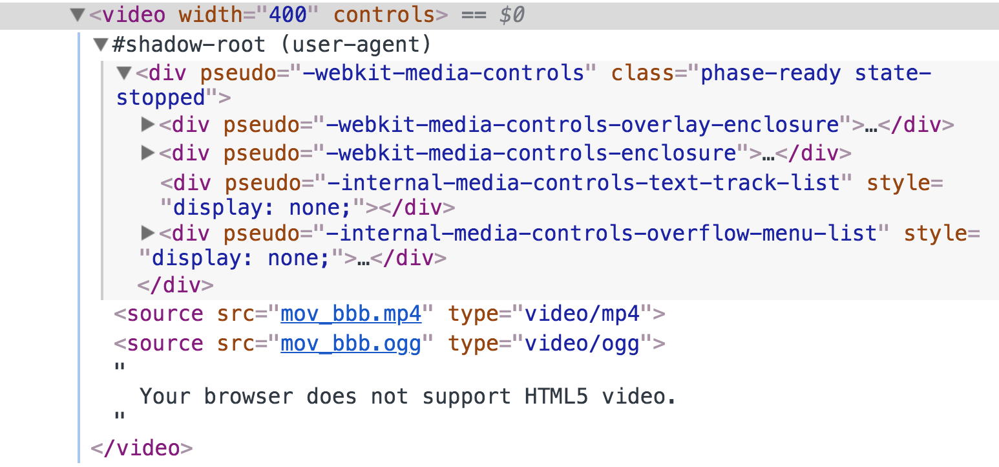 ▼<video width="400" controls> == $0
▼#shadow-root (user-agent)
▼<div pseudo="-webkit-media-controls" class="phase-ready state-
stopped">
▶<div pseudo="-webkit-media-controls-overlay-enclosure">…</div>
▶<div pseudo="-webkit-media-controls-enclosure">…</div>
<div pseudo="-internal-media-controls-text-track-list" style=
"display: none;"></div>
▶<div pseudo="-internal-media-controls-overflow-menu-list" style=
"display: none;">…</div>
</div>
<source src="mov_bbb.mp4" type="video/mp4">
<source src="mov_bbb.ogg" type="video/ogg">
"
Your browser does not support HTML5 video.
"
</video>